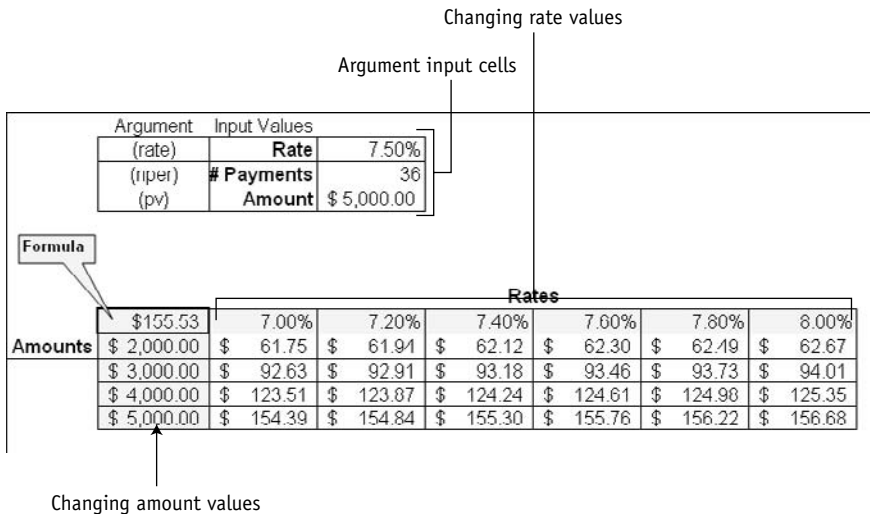 Changing rate values
Argument input cells
Argument Input Values
(rate) Rate 7.50%
(nper) # Payments 36
(pv) Amount $ 5,000.00
Formula
Rates
$155.53 7.00% 7.20% 7.40% 7.60% 7.80% 8.00%
Amounts $ 2,000.00 $ 61.75 $ 61.94 $ 62.12 $ 62.30 $ 62.49 $ 62.67
$ 3,000.00 $ 92.63 $ 92.91 $ 93.18 $ 93.46 $ 93.73 $ 94.01
$ 4,000.00 $ 123.51 $ 123.87 $ 124.24 $ 124.61 $ 124.98 $ 125.35
$ 5,000.00 $ 154.39 $ 154.84 $ 155.30 $ 155.76 $ 156.22 $ 156.68
Changing amount values